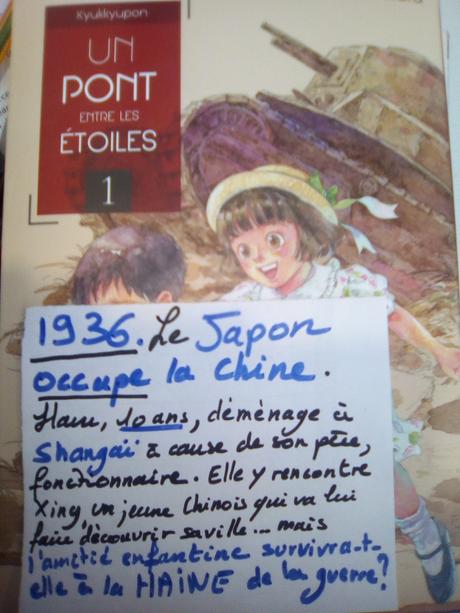 Kyukkyupon
UN
PONT
ENTRE LES
ÉTOILES
1
1936. Le Japon
occupe la Chine.
Haru, 10 ans, déménage à
Shangaï à cause de son père,
fonctionnaire. Elle y rencontre
Xing, un jeune Chinois qui va lui
faire découvrir sa ville... mais
l'amitié enfantine survivra-t-
elle à la HAINE de la guerre?